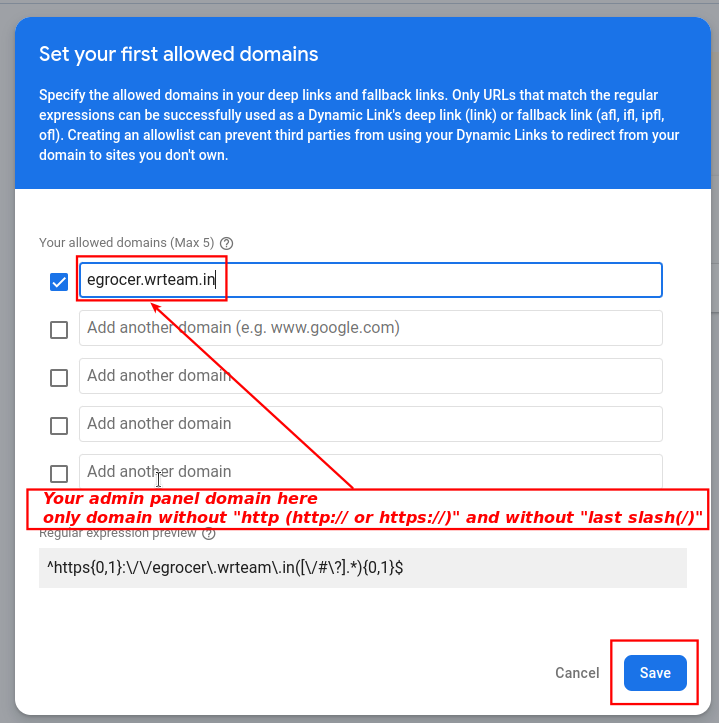 Set your first allowed domains
Specify the allowed domains in your deep links and fallback links. Only URLs that match the regular
expressions can be successfully used as a Dynamic Link's deep link (link) or fallback link (afl, ifl, ipfl,
ofl). Creating an allowlist can prevent third parties from using your Dynamic Links to redirect from your
domain to sites you don't own.
Your allowed domains (Max 5) ?
egrocer.wrteam.in
Add another domain (e.g. www.google.com)
Add another domain
Add another domain
Add another domain
Your admin panel domain here
only domain without "http (http:// or https://)" and without "last slash(/)"
Regular expression preview ?
^https{0,1}:\/\/egrocer\.wrteam\.in([\/#\?].*){0,1}$
Cancel
Save